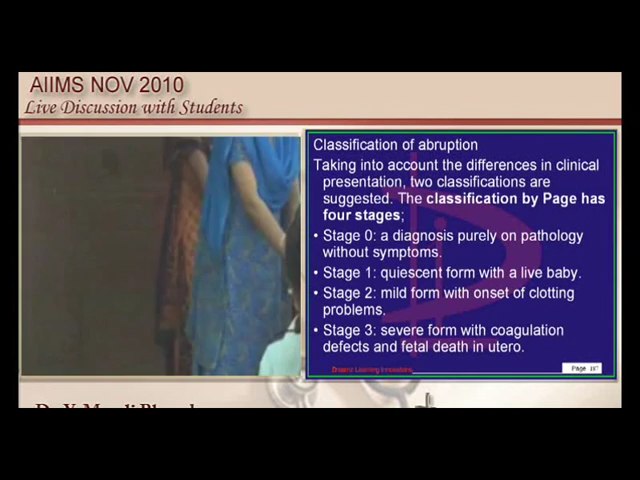 AIIMS NOV 2010
Live Discussion with Students
Classification of abruption
Taking into account the differences in clinical
presentation, two classifications are
suggested. The classification by Page has
four stages;
• Stage 0: a diagnosis purely on pathology
without symptoms.
• Stage 1: quiescent form with a live baby.
• Stage 2: mild form with onset of clotting
problems.
• Stage 3: severe form with coagulation
defects and fetal death in utero.
Page